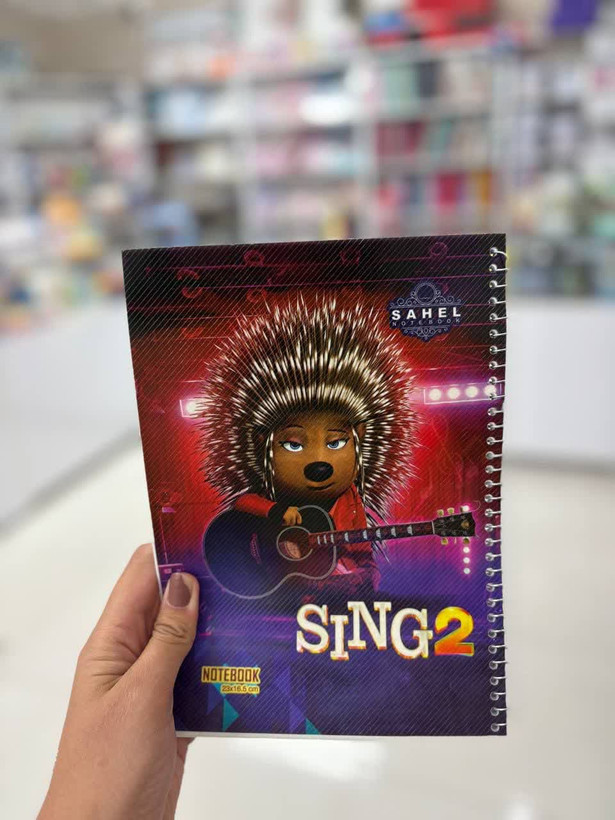 SAHEL
NOTEBOOK
SING2
NOTEBOOK
23x16.5 cm